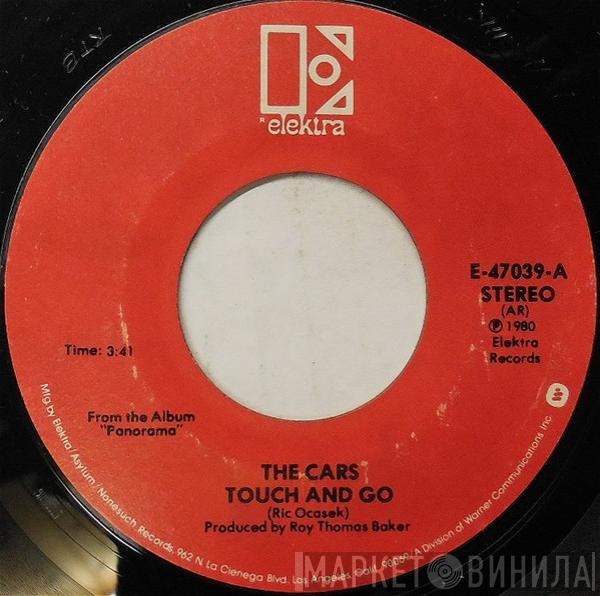 elektra
E-47039-A
STEREO
(AR)
℗ 1980
Elektra
Records
Time: 3:41
From the Album
"Panorama"
THE CARS
TOUCH AND GO
(Ric Ocasek)
Produced by Roy Thomas Baker
Mfg. by Elektra/Asylum/Nonesuch Records, 962 N. La Cienega Blvd. Los Angeles, Calif. 90069. A Division of Warner Communications Inc.
МАРКЕТ ВИНИЛА